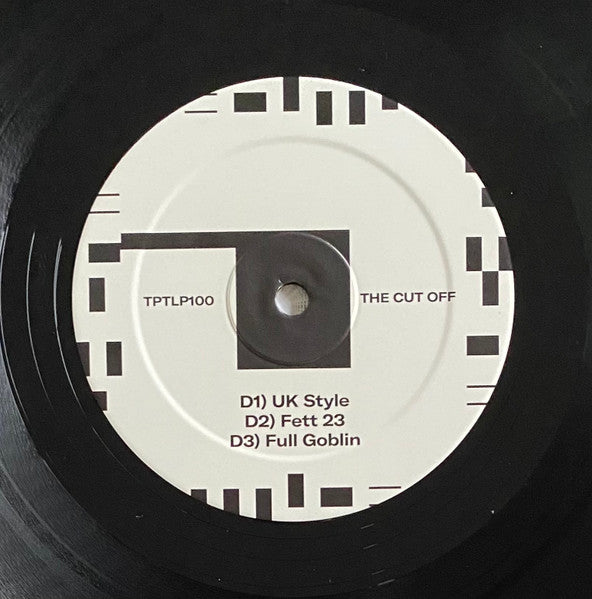 TPTLP100
THE CUT OFF
D1) UK Style
D2) Fett 23
D3) Full Goblin